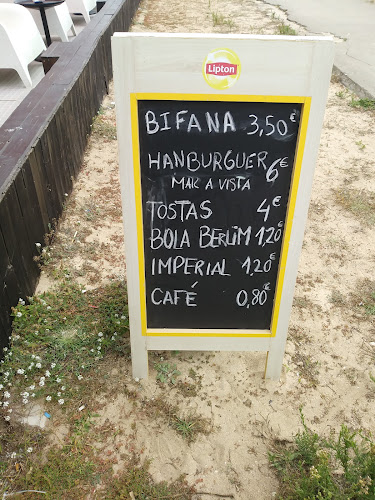 Lipton
BIFANA 3,50€
HANBURGUER 6€
MAR A VISTA
TOSTAS 4€
BOLA BERLIM 1,20€
IMPERIAL 1,20€
CAFÉ 0,80€